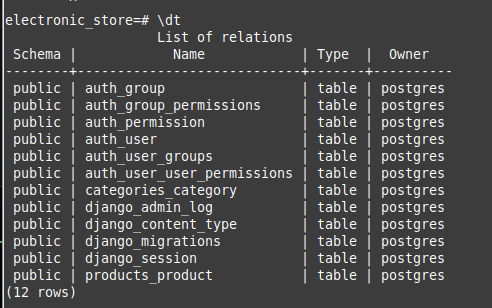 electronic_store=# \dt
                   List of relations
 Schema |            Name            | Type  |  Owner
--------+----------------------------+-------+----------
 public | auth_group                 | table | postgres
 public | auth_group_permissions     | table | postgres
 public | auth_permission            | table | postgres
 public | auth_user                  | table | postgres
 public | auth_user_groups           | table | postgres
 public | auth_user_user_permissions | table | postgres
 public | categories_category        | table | postgres
 public | django_admin_log           | table | postgres
 public | django_content_type        | table | postgres
 public | django_migrations          | table | postgres
 public | django_session             | table | postgres
 public | products_product           | table | postgres
(12 rows)